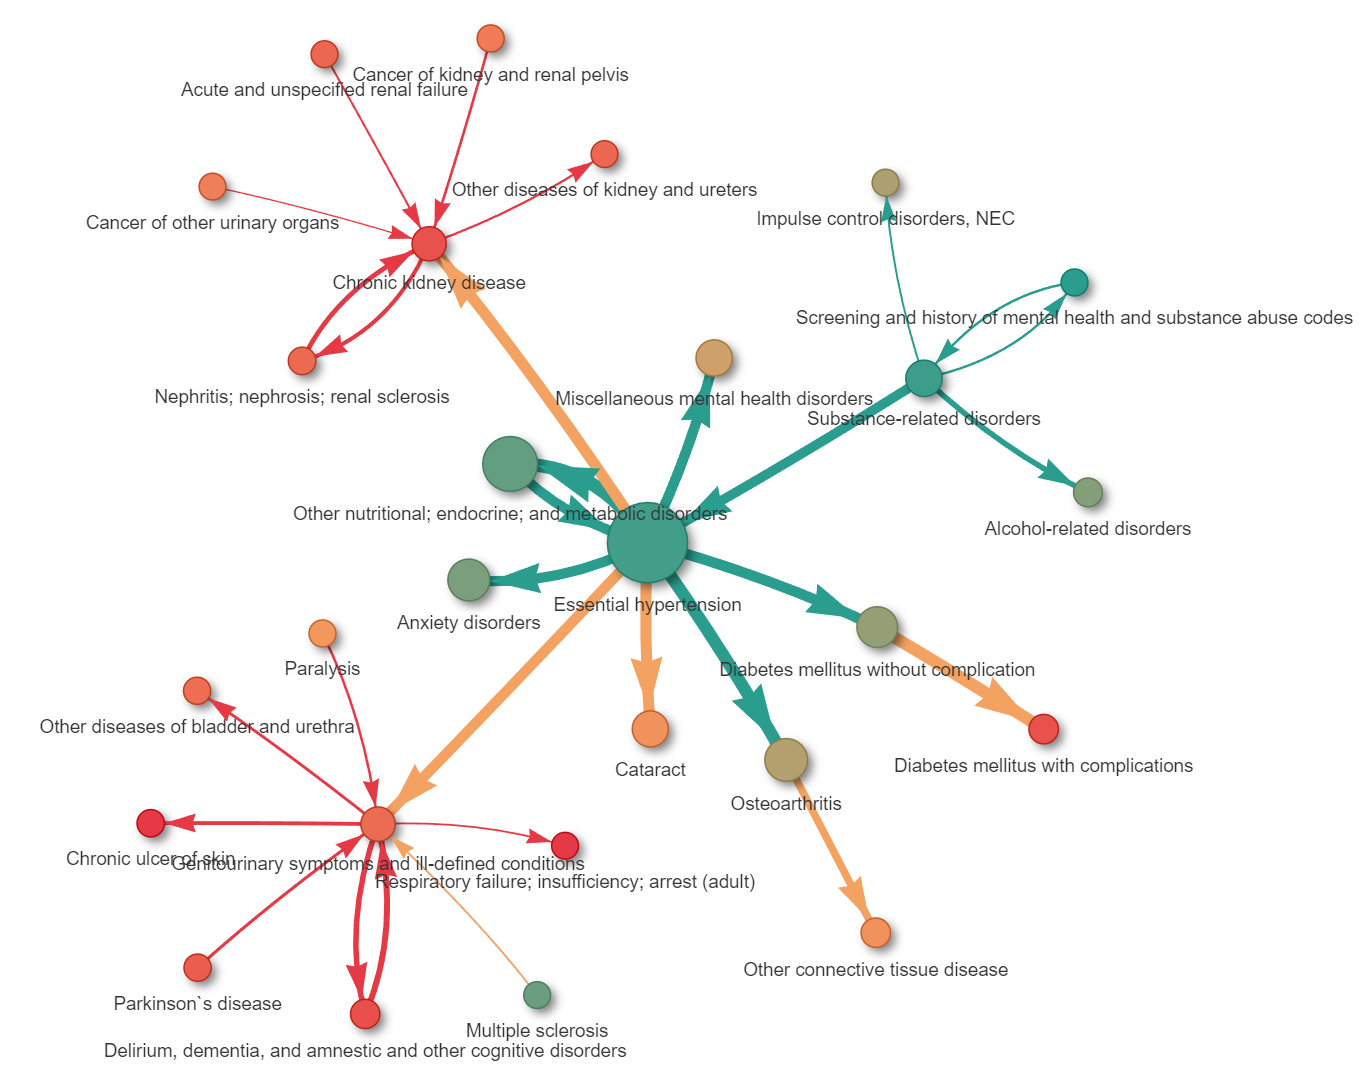 Cancer of kidney and renal pelvis
Acute and unspecified renal failure
Other diseases of kidney and ureters
Cancer of other urinary organs
Impulse control disorders, NEC
Chronic kidney disease
Screening and history of mental health and substance abuse codes
Nephritis; nephrosis; renal sclerosis
Miscellaneous mental health disorders
Substance-related disorders
Other nutritional; endocrine; and metabolic disorders
Alcohol-related disorders
Essential hypertension
Anxiety disorders
Paralysis
Diabetes mellitus without complication
Other diseases of bladder and urethra
Cataract
Diabetes mellitus with complications
Osteoarthritis
Chronic ulcer of skin
Genitourinary symptoms and ill-defined conditions
Respiratory failure; insufficiency; arrest (adult)
Other connective tissue disease
Parkinson`s disease
Multiple sclerosis
Delirium, dementia, and amnestic and other cognitive disorders